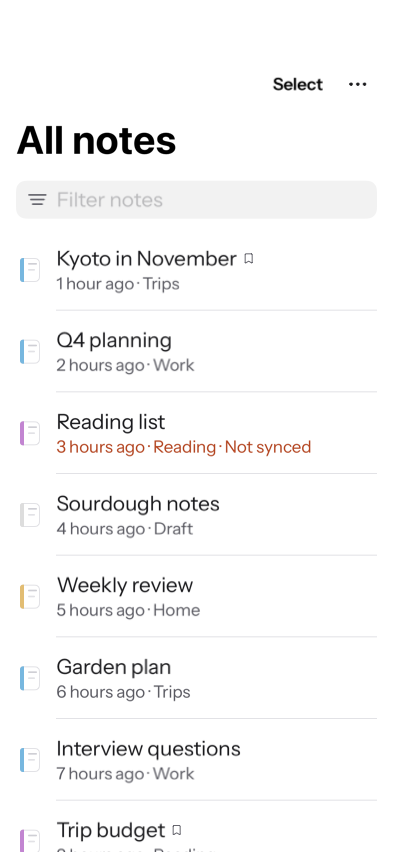 Select
All notes
Filter notes
Kyoto in November
1 hour ago · Trips
Q4 planning
2 hours ago · Work
Reading list
3 hours ago · Reading · Not synced
Sourdough notes
4 hours ago · Draft
Weekly review
5 hours ago · Home
Garden plan
6 hours ago · Trips
Interview questions
7 hours ago · Work
Trip budget